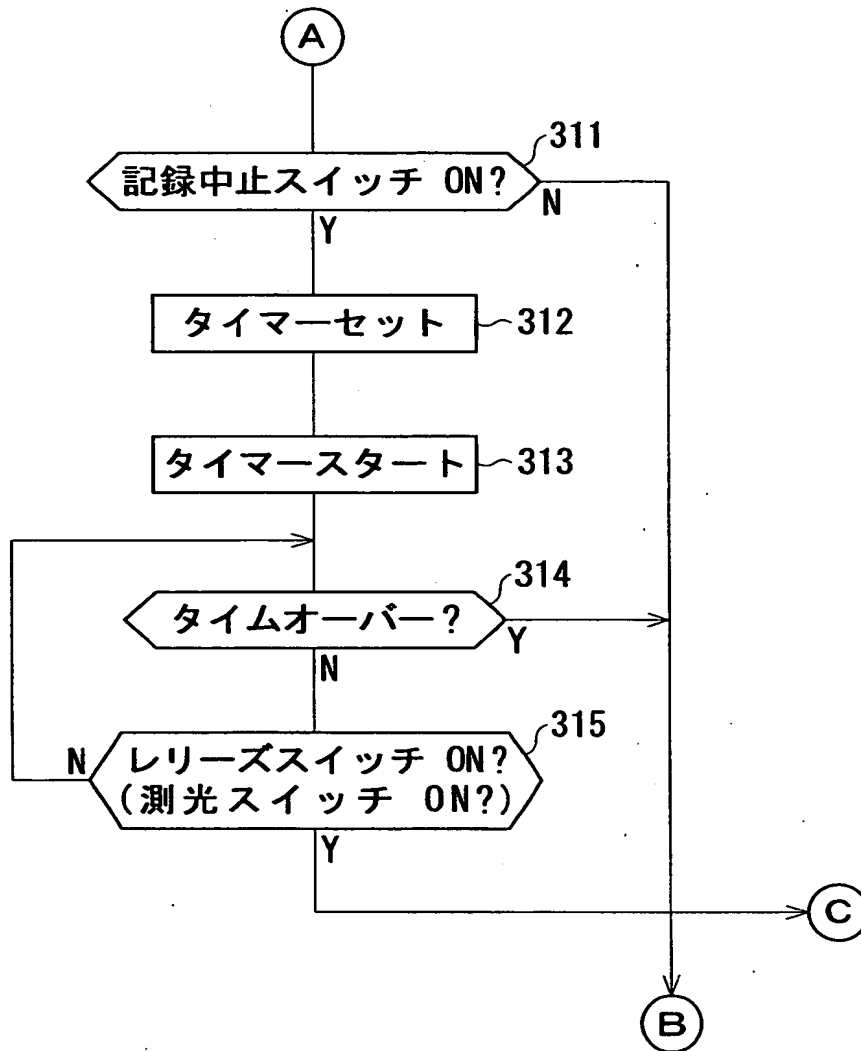 A
311
記録中止スイッチ ON?
N
Y
タイマーセット
312
タイマースタート
313
314
タイムオーバー?
Y
N
315
N
レリーズスイッチ ON?
(測光スイッチ ON?)
Y
C
B